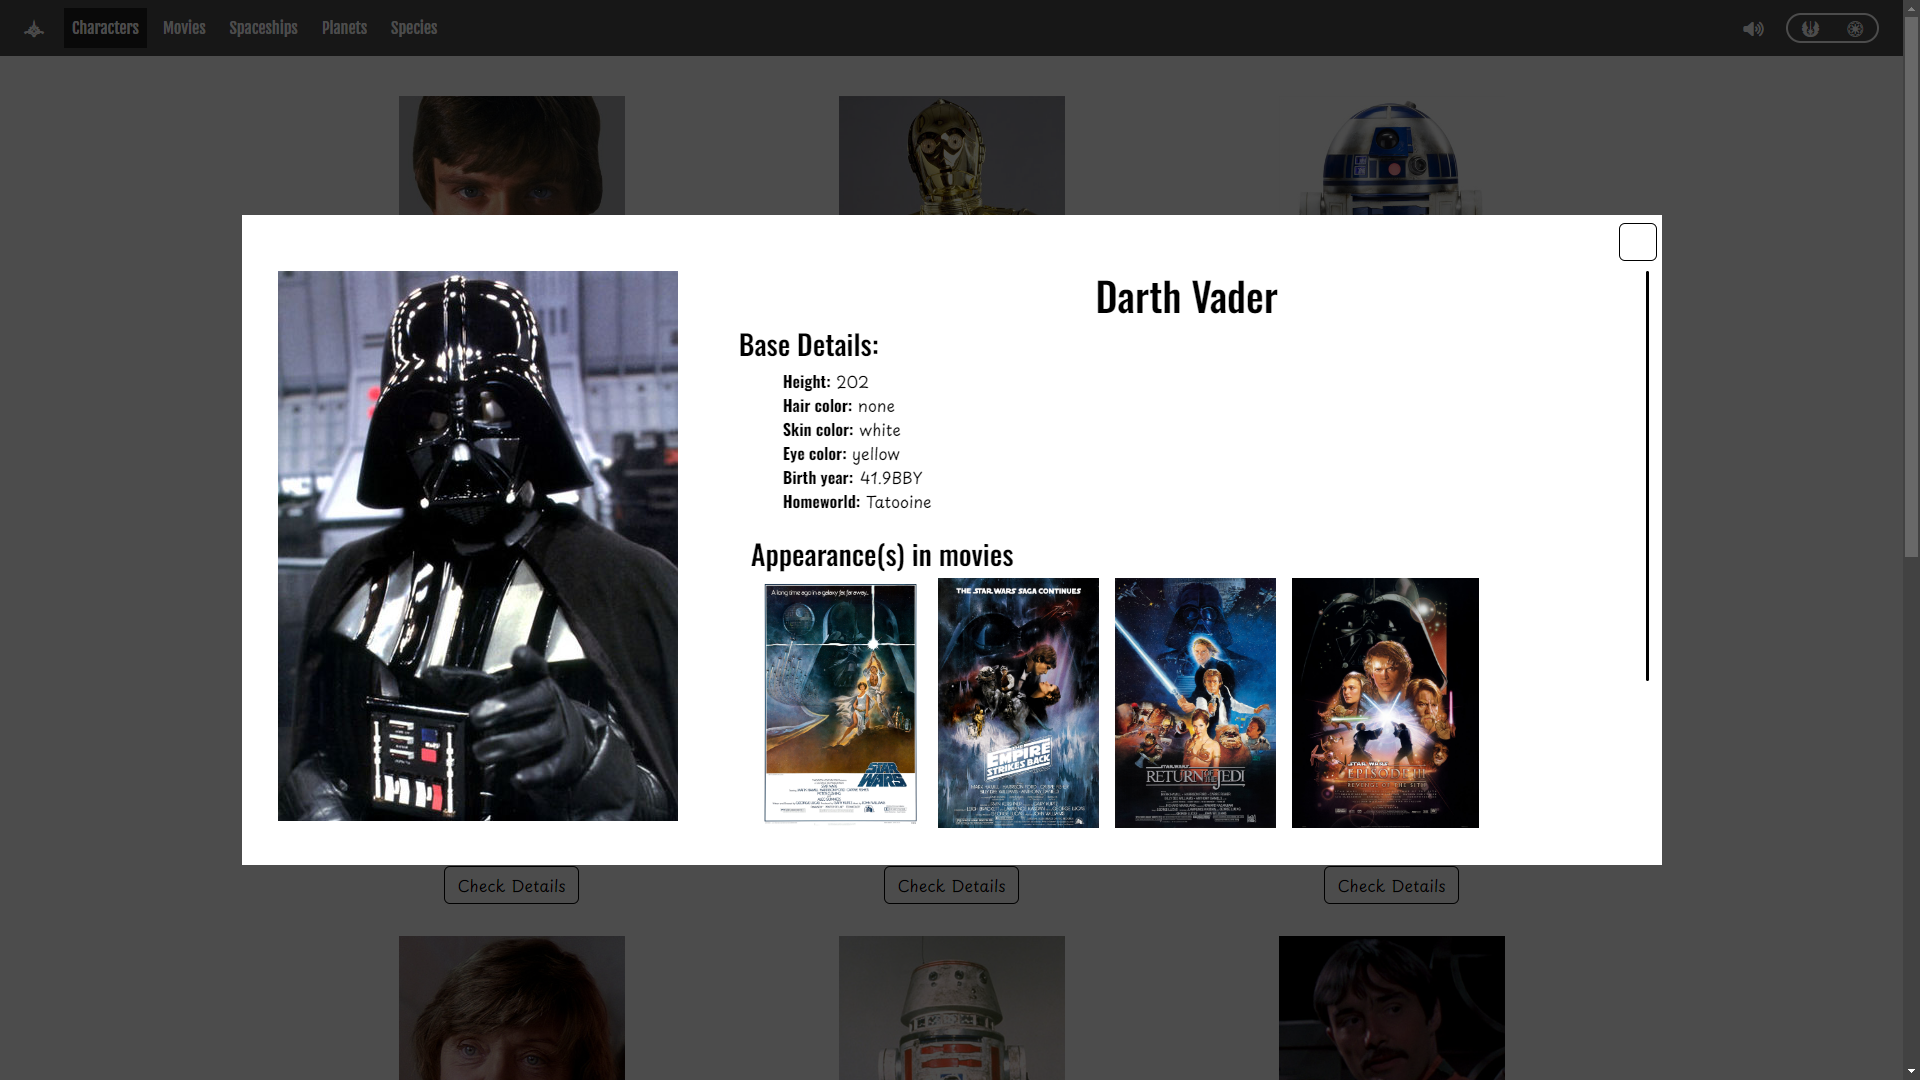 Characters Movies Spaceships Planets Species
Darth Vader
Base Details:
Height: 202
Hair color: none
Skin color: white
Eye color: yellow
Birth year: 41.9BBY
Homeworld: Tatooine
Appearance(s) in movies
A long time ago in a galaxy far, far away...
STAR WARS
THE STAR WARS SAGA CONTINUES
THE EMPIRE STRIKES BACK
STAR WARS
RETURN OF THE JEDI
STAR WARS
EPISODE III
REVENGE OF THE SITH
Check Details Check Details Check Details